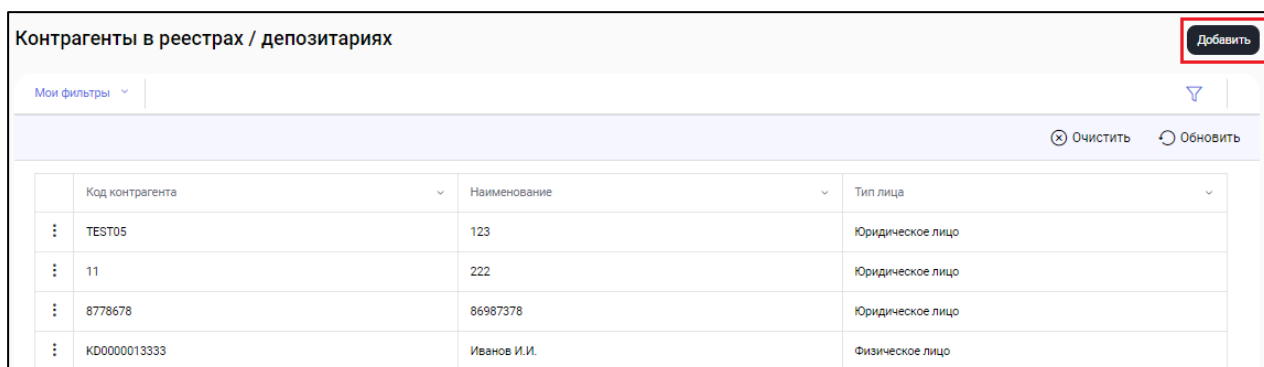 Контрагенты в реестрах / депозитариях
Добавить
Мои фильтры
Очистить Обновить
Код контрагента Наименование Тип лица
TEST05 123 Юридическое лицо
11 222 Юридическое лицо
8778678 86987378 Юридическое лицо
KD0000013333 Иванов И.И. Физическое лицо